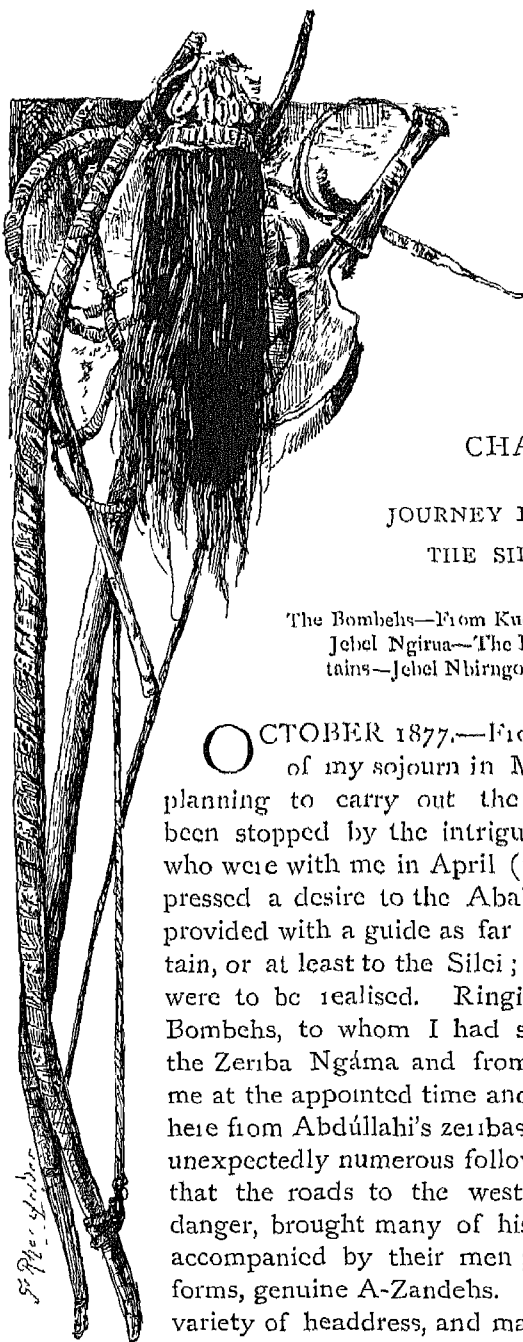 CHA
JOURNEY
THE SIL
The Bombehs—From Ku
Jebel Ngirua—The
tains—Jebel Nbirngo
OCTOBER 1877.—Fro
of my sojourn in M
planning to carry out the
been stopped by the intrigu
who were with me in April (
pressed a desire to the Aba
provided with a guide as far
tain, or at least to the Silei;
were to be realised. Ringi
Bombehs, to whom I had s
the Zeriba Ngáma and from
me at the appointed time and
here from Abdúllahi's zeribas
unexpectedly numerous follow
that the roads to the west
danger, brought many of his
accompanied by their men
forms, genuine A-Zandehs.
variety of headdress, and ma